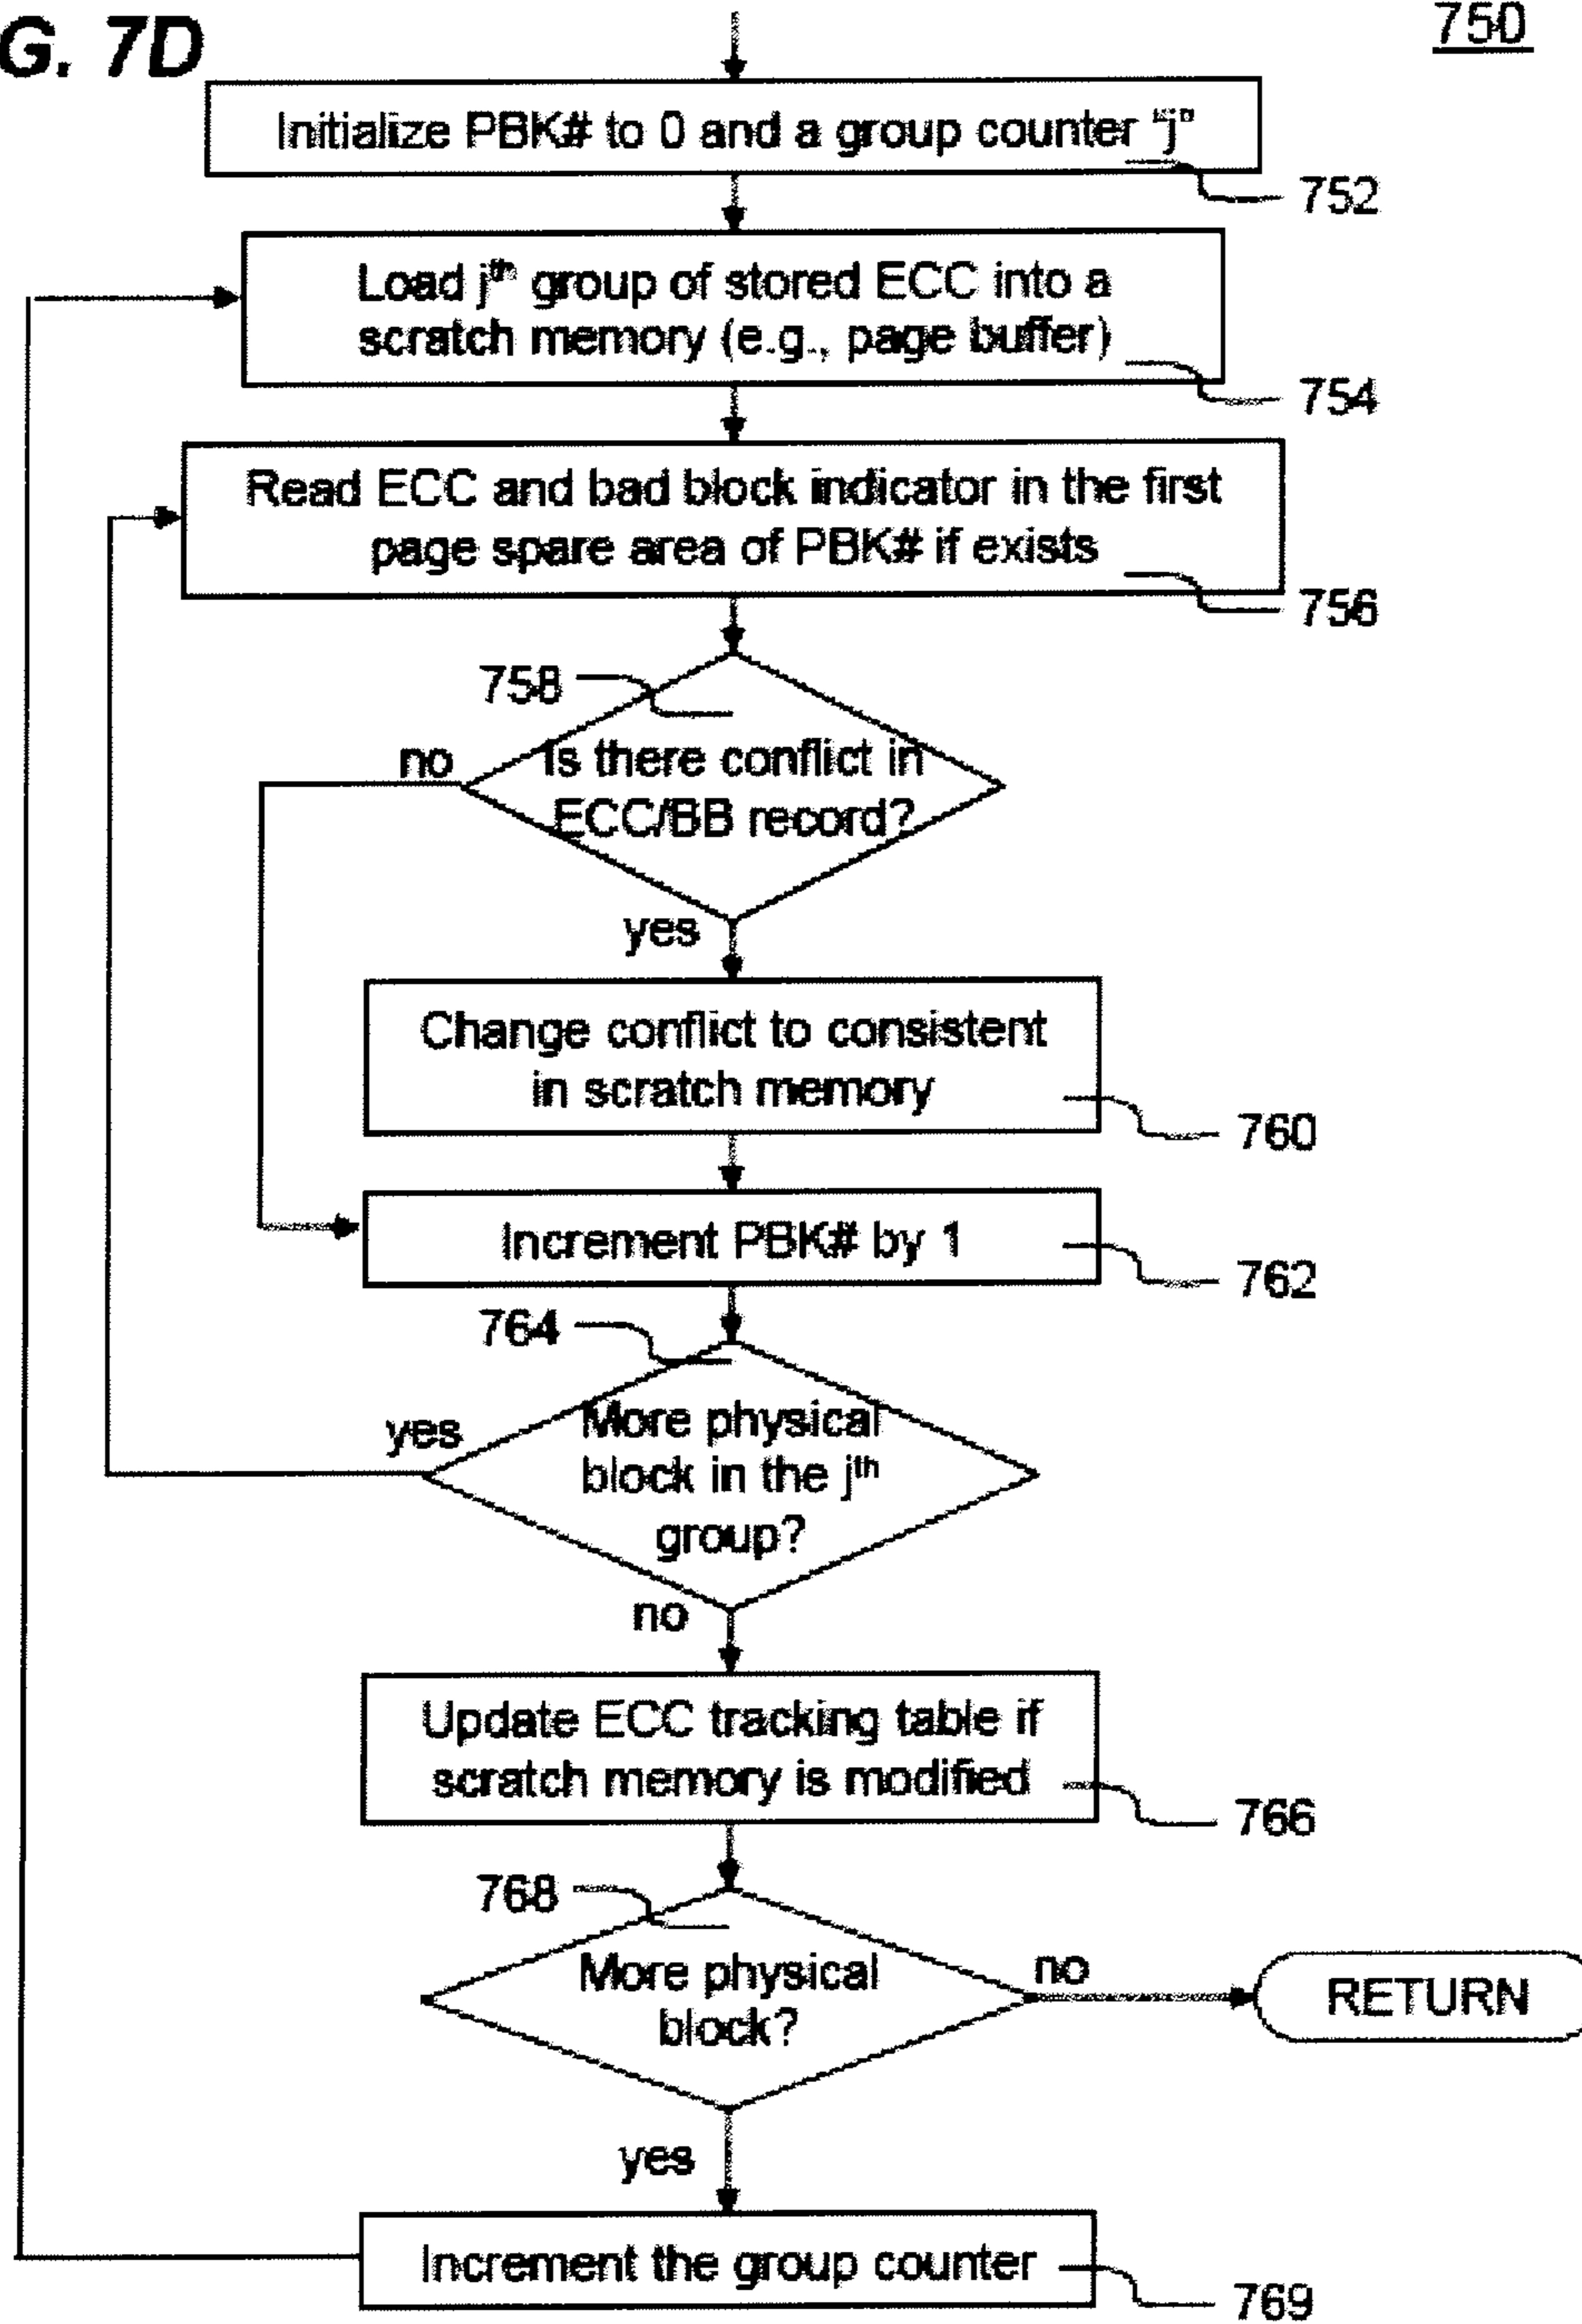 G. 7D
750
Initialize PBK# to 0 and a group counter "j"
752
Load jth group of stored ECC into a
scratch memory (e.g., page buffer)
754
Read ECC and bad block indicator in the first
page spare area of PBK# if exists
756
758
no
Is there conflict in
ECC/BB record?
yes
Change conflict to consistent
in scratch memory
760
Increment PBK# by 1
762
764
yes
More physical
block in the jth
group?
no
Update ECC tracking table if
scratch memory is modified
766
768
More physical
block?
no
RETURN
yes
Increment the group counter
769